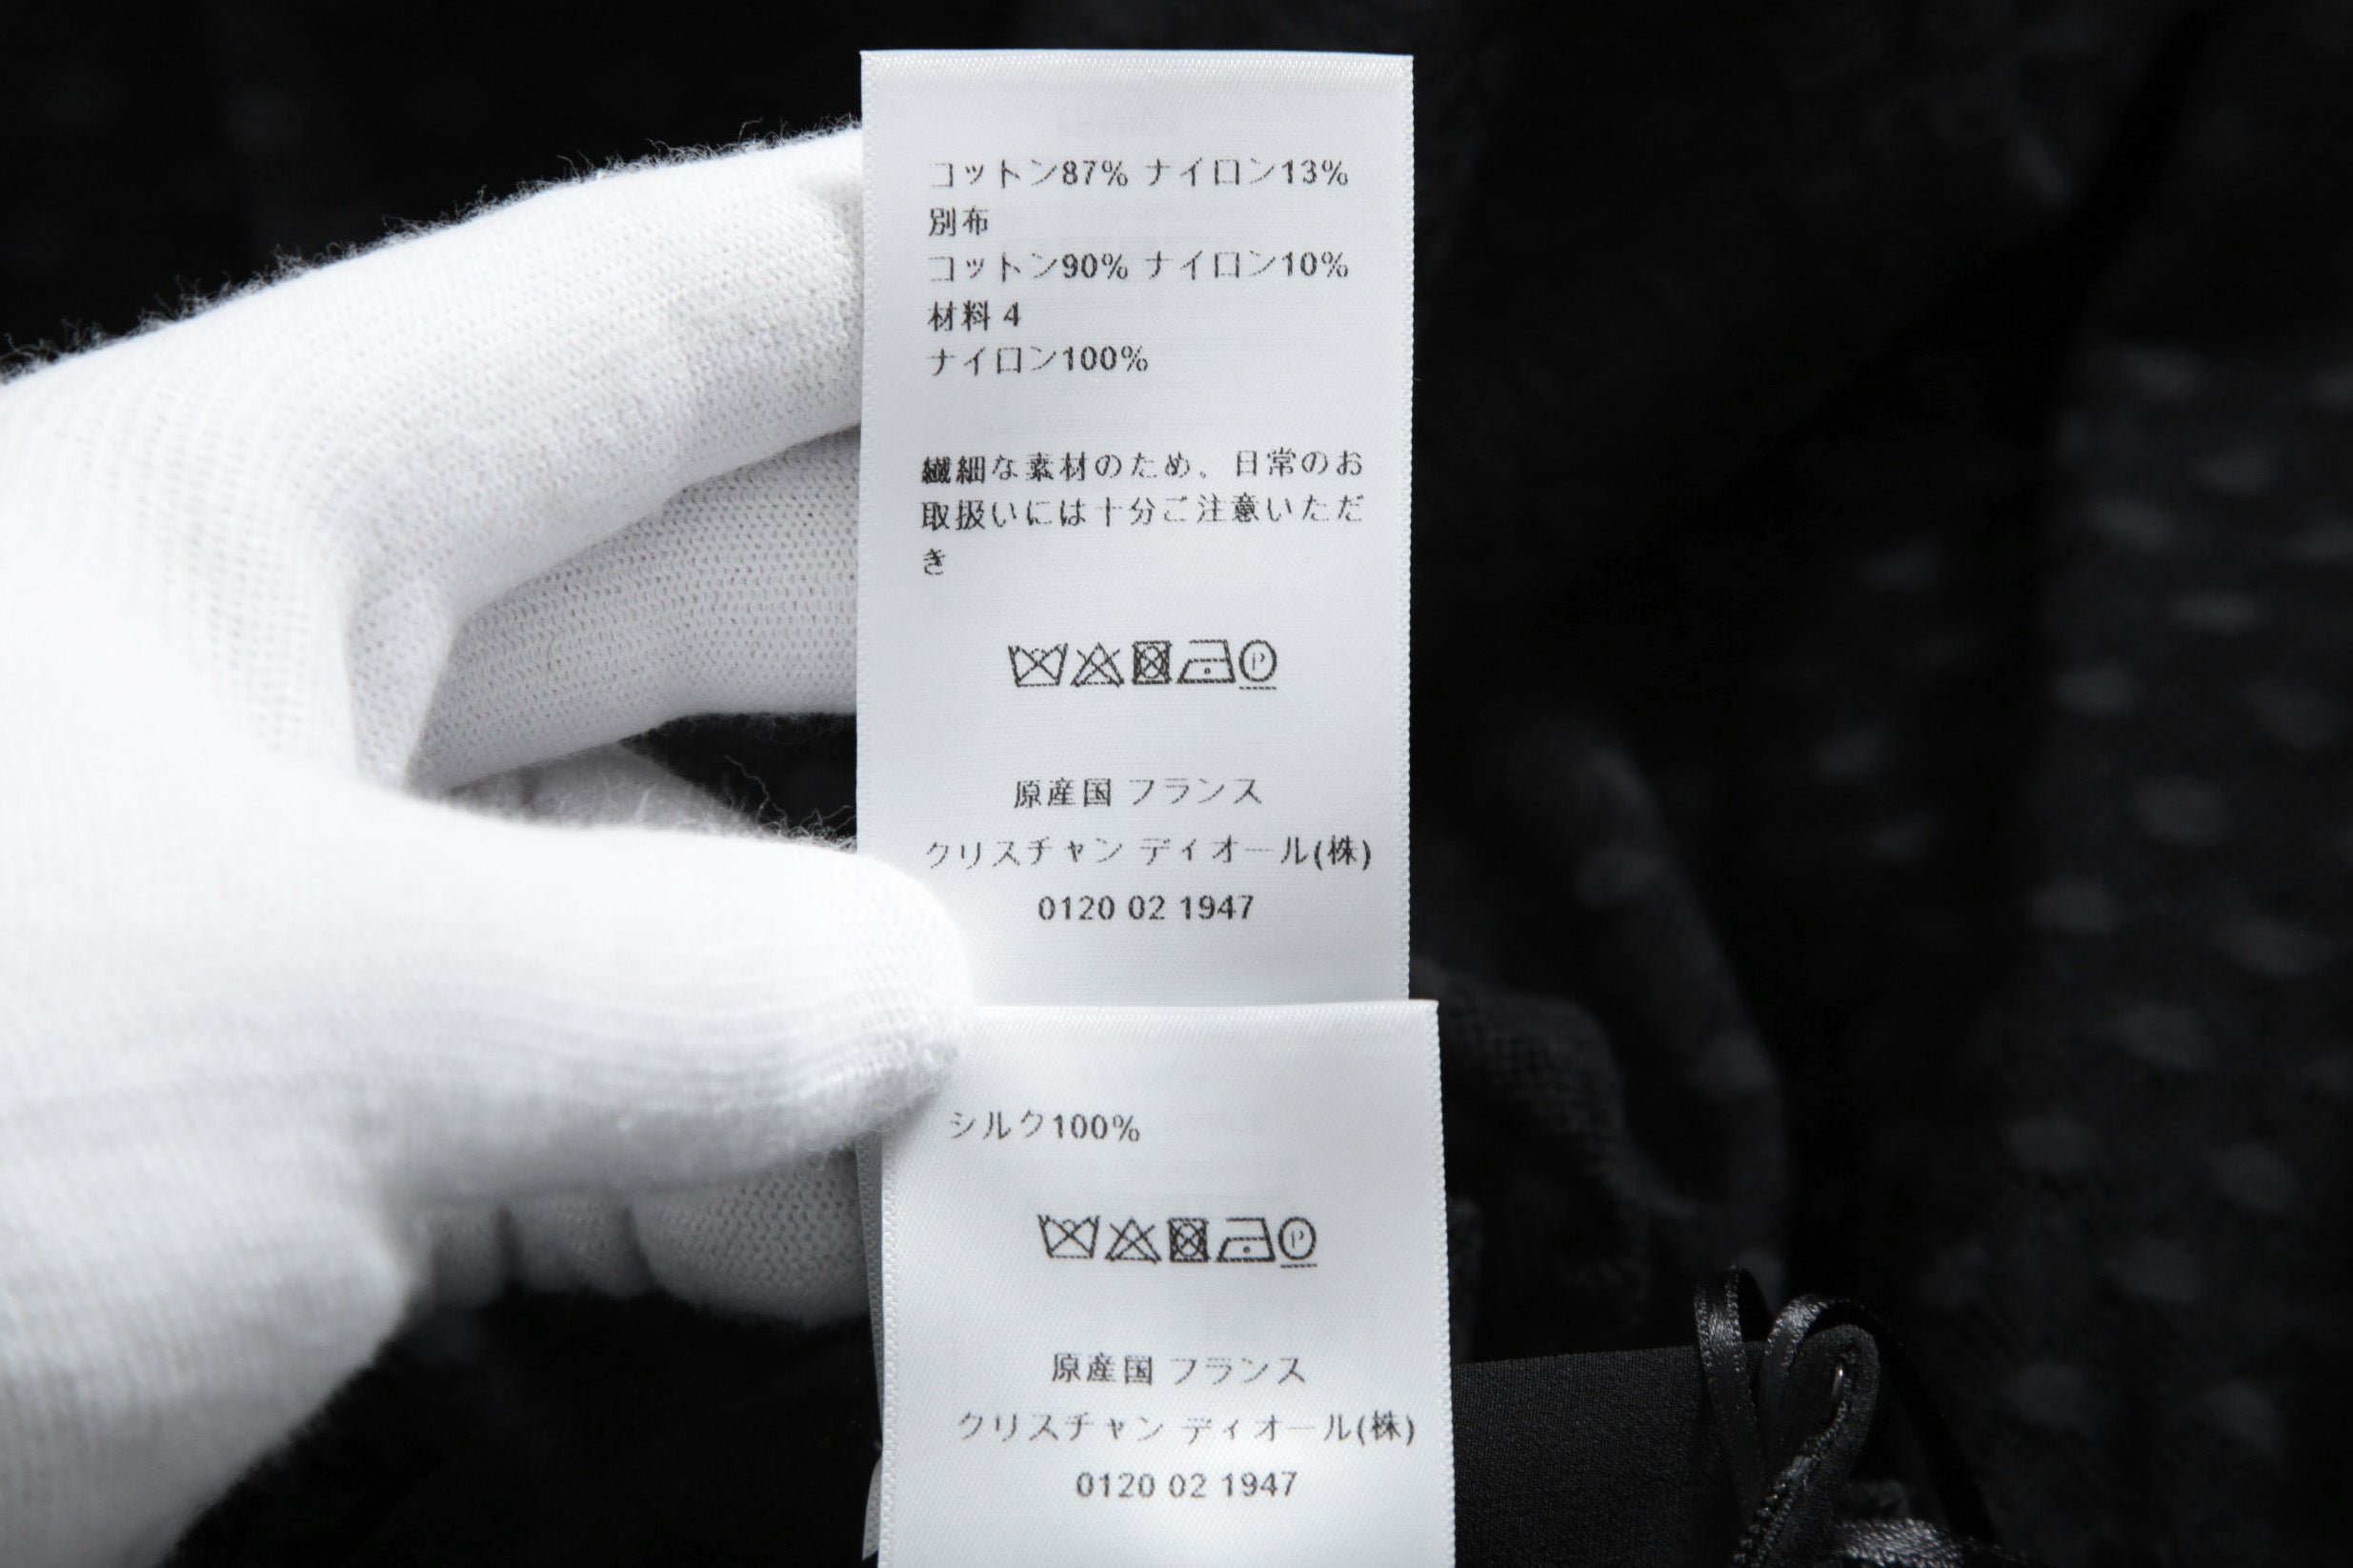 コットン87% ナイロン13%
別布
コットン90% ナイロン10%
材料 4
ナイロン100%
繊細な素材のため、日常のお
取扱いには十分ご注意いただ
き
P
原産国 フランス
クリスチャン ディオール(株)
0120 02 1947
シルク100%
P
原産国 フランス
クリスチャン ディオール(株)
0120 02 1947